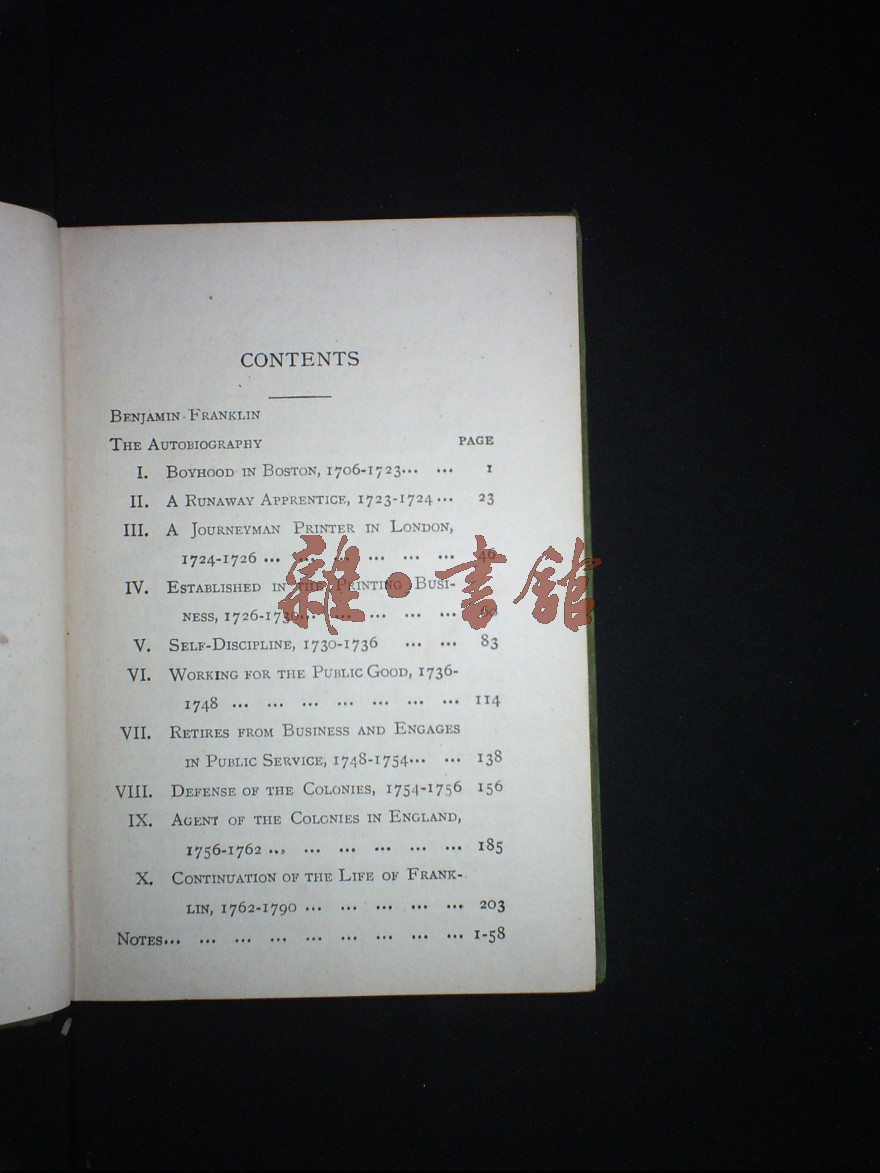 CONTENTS
BENJAMIN FRANKLIN
THE AUTOBIOGRAPHY PAGE
I. BOYHOOD IN BOSTON, 1706-1723... ... 1
II. A RUNAWAY APPRENTICE, 1723-1724... 23
III. A JOURNEYMAN PRINTER IN LONDON,
1724-1726 ... ... ... ... ... ...
IV. ESTABLISHED IN THE PRINTING BUSI-
NESS, 1726-1730... ... ... ... ...
V. SELF-DISCIPLINE, 1730-1736 ... ... 83
VI. WORKING FOR THE PUBLIC GOOD, 1736-
1748 ... ... ... ... ... ... ... 114
VII. RETIRES FROM BUSINESS AND ENGAGES
IN PUBLIC SERVICE, 1748-1754... ... 138
VIII. DEFENSE OF THE COLONIES, 1754-1756 156
IX. AGENT OF THE COLONIES IN ENGLAND,
1756-1762 ... ... ... ... ... ... 185
X. CONTINUATION OF THE LIFE OF FRANK-
LIN, 1762-1790 ... ... ... ... ... 203
NOTES... ... ... ... ... ... ... ... ... 1-58
雜·書館